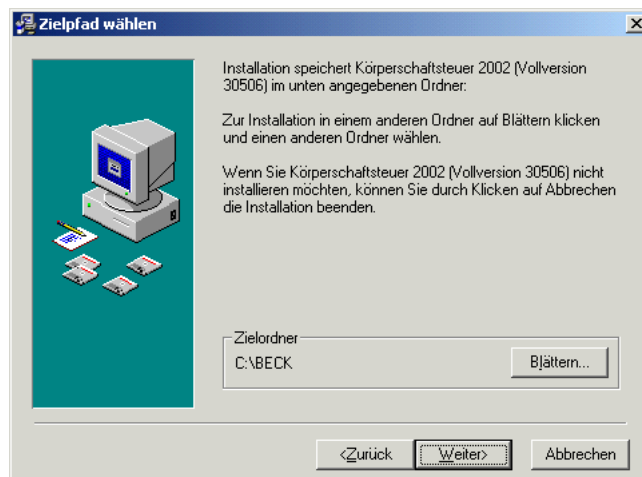 Zielpfad wählen
Installation speichert Körperschaftsteuer 2002 (Vollversion
30506) im unten angegebenen Ordner:
Zur Installation in einem anderen Ordner auf Blättern klicken
und einen anderen Ordner wählen.
Wenn Sie Körperschaftsteuer 2002 (Vollversion 30506) nicht
installieren möchten, können Sie durch Klicken auf Abbrechen
die Installation beenden.
Zielordner
C:\BECK
Blättern...
<Zurück
Weiter>
Abbrechen